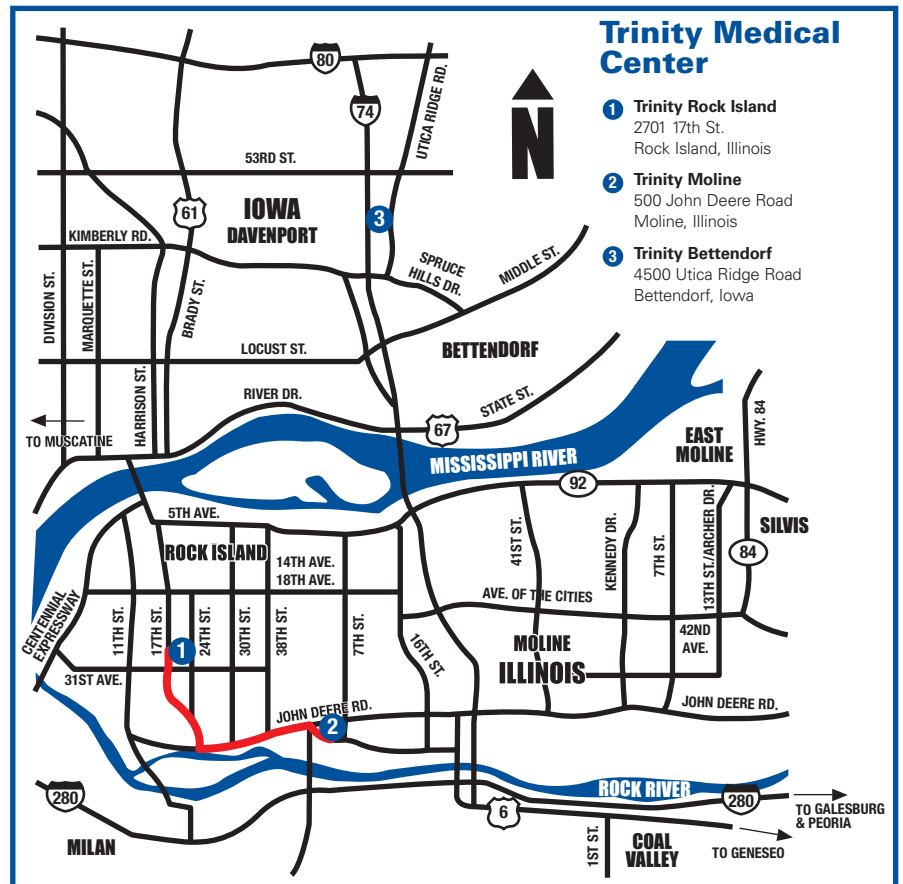 Trinity Medical
Center
1 Trinity Rock Island
2701 17th St.
Rock Island, Illinois
2 Trinity Moline
500 John Deere Road
Moline, Illinois
3 Trinity Bettendorf
4500 Utica Ridge Road
Bettendorf, Iowa
N
80
74
UTICA RIDGE RD.
53RD ST.
61
IOWA
DAVENPORT
3
KIMBERLY RD.
SPRUCE
HILLS DR.
MIDDLE ST.
DIVISION ST.
MARQUETTE ST.
BRADY ST.
LOCUST ST.
BETTENDORF
HARRISON ST.
RIVER DR.
STATE ST.
67
TO MUSCATINE
MISSISSIPPI RIVER
EAST
MOLINE
HWY. 84
92
5TH AVE.
SILVIS
ROCK ISLAND
14TH AVE.
18TH AVE.
41ST ST.
KENNEDY DR.
7TH ST.
13TH ST./ARCHER DR.
84
AVE. OF THE CITIES
CENTENNIAL
EXPRESSWAY
11TH ST.
17TH ST.
24TH ST.
30TH ST.
38TH ST.
7TH ST.
16TH ST.
1
MOLINE
ILLINOIS
42ND
AVE.
31ST AVE.
JOHN DEERE RD.
JOHN DEERE RD.
2
ROCK RIVER
280
280
TO GALESBURG
& PEORIA
6
MILAN
1ST ST.
COAL
VALLEY
TO GENESEO